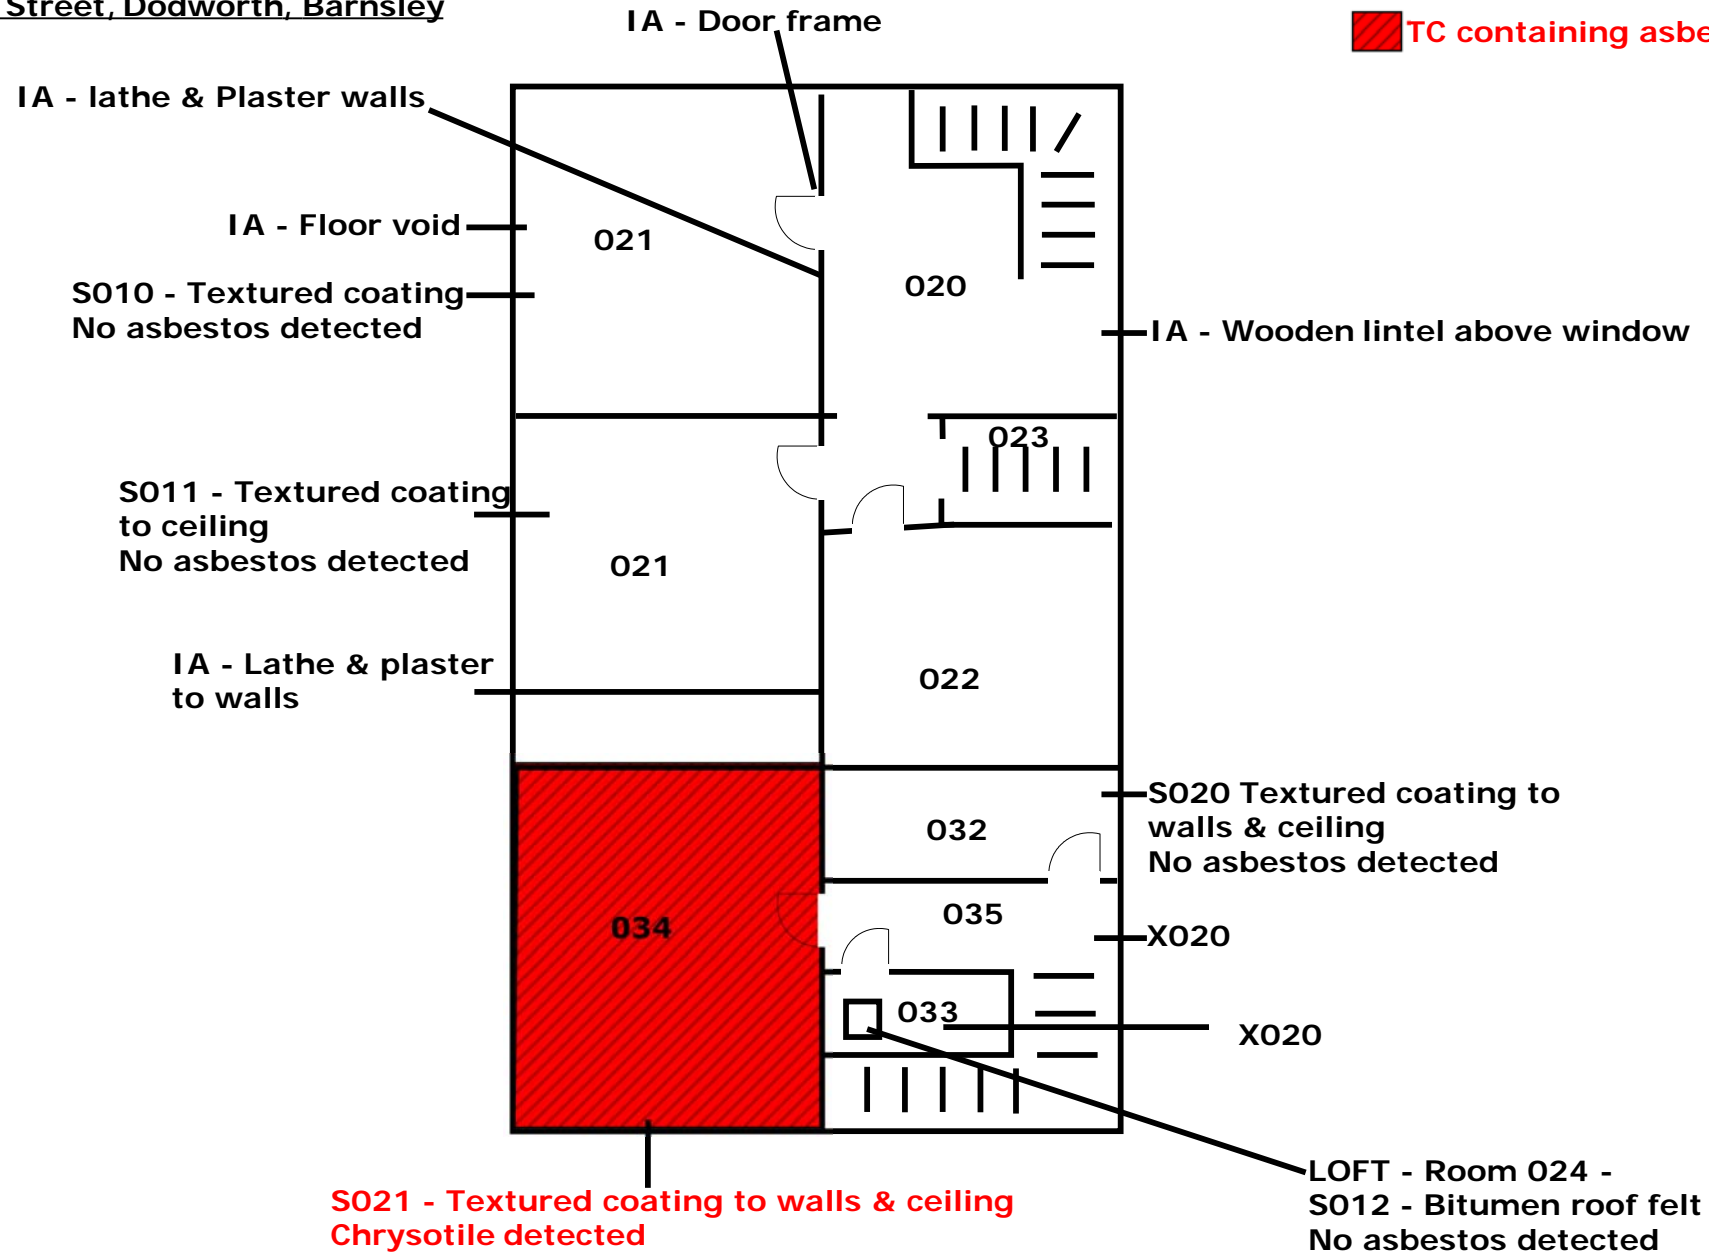 Street, Dodworth, Barnsley
IA - Door frame
TC containing
IA - lathe & Plaster walls
IA - Floor void
021
S010 - Textured coating
No asbestos detected
020
IA - Wooden lintel above window
023
S011 - Textured coating
to ceiling
No asbestos detected
021
IA - Lathe & plaster
to walls
022
S020 Textured coating to
walls & ceiling
No asbestos detected
032
035
034
X020
033
X020
LOFT - Room 024 -
S012 - Bitumen roof felt
No asbestos detected
S021 - Textured coating to walls & ceiling
Chrysotile detected